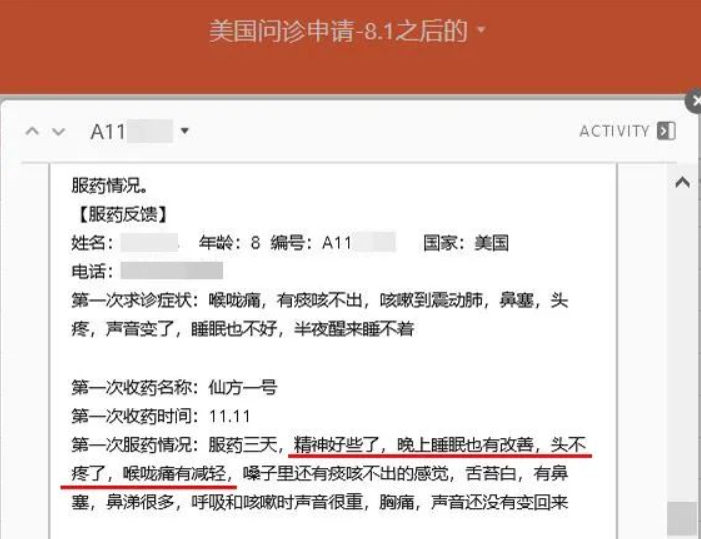 美国问诊申请-8.1之后的
A11
ACTIVITY
服药情况。
【服药反馈】
姓名： 年龄：8 编号：A11 国家：美国
电话：
第一次求诊症状：喉咙痛，有痰咳不出，咳嗽到震动肺，鼻塞，头
疼，声音变了，睡眠也不好，半夜醒来睡不着
第一次收药名称：仙方一号
第一次收药时间：11.11
第一次服药情况：服药三天，精神好些了，晚上睡眠也有改善，头不
疼了，喉咙痛有减轻，嗓子里还有痰咳不出的感觉，舌苔白，有鼻
塞，鼻涕很多，呼吸和咳嗽时声音很重，胸痛，声音还没有变回来